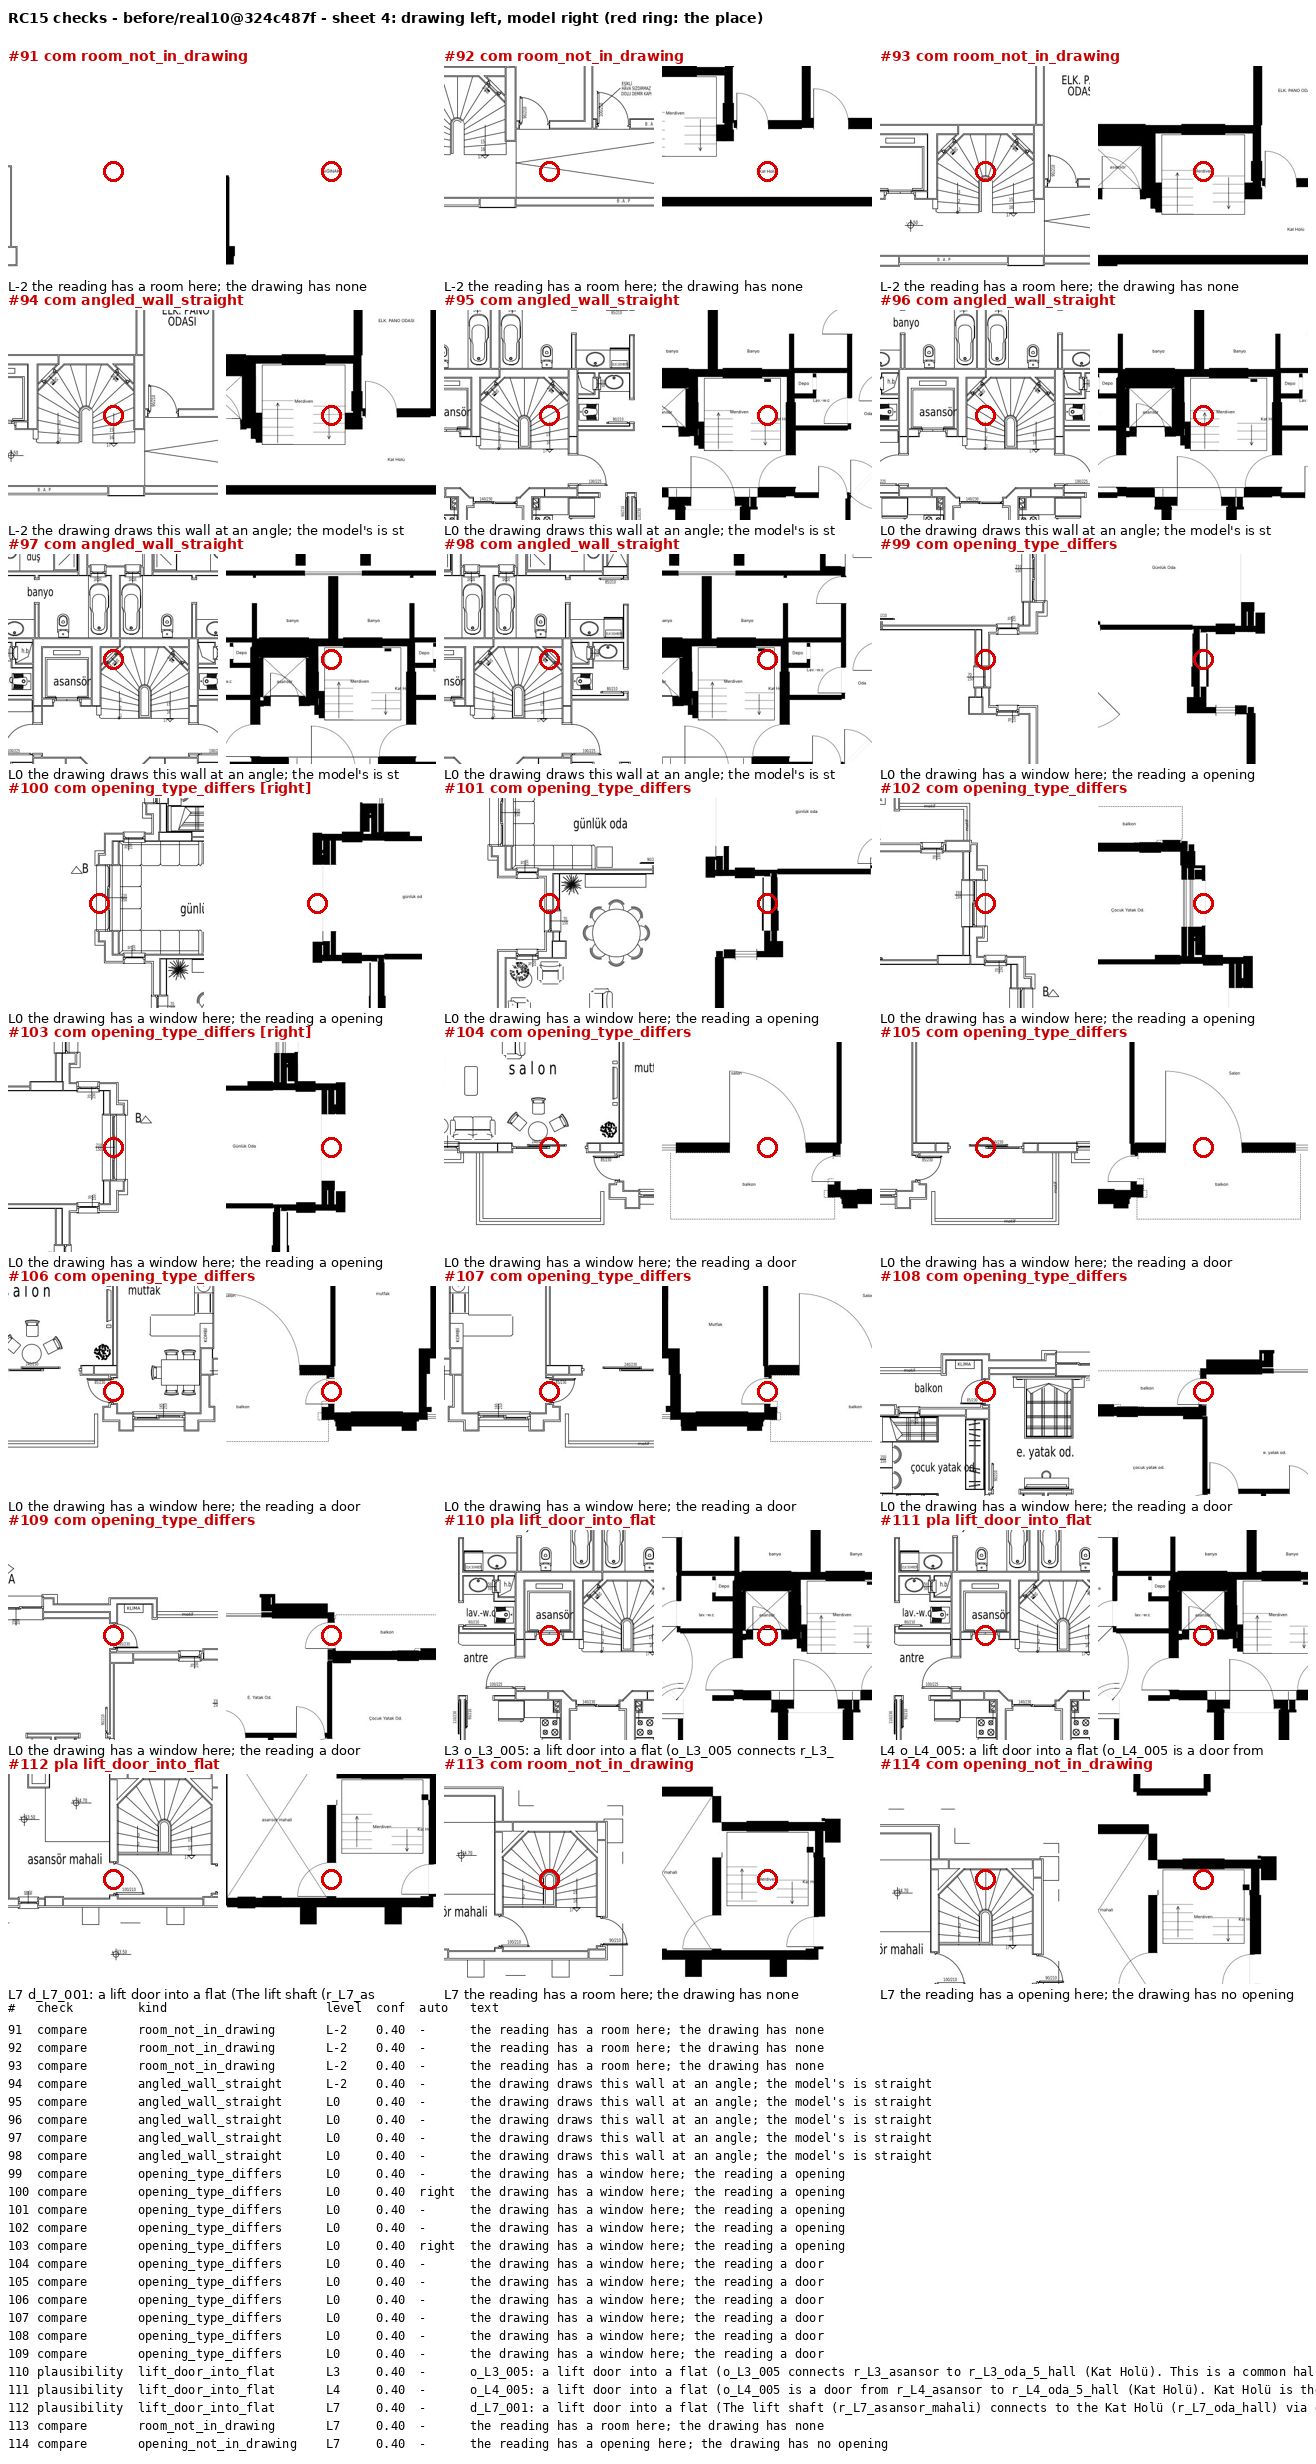 RC15 checks - before/real10@324c487f - sheet 4: drawing left, model right (red ring: the place)
#91 com room_not_in_drawing
#92 com room_not_in_drawing
#93 com room_not_in_drawing
L-2 the reading has a room here; the drawing has none
L-2 the reading has a room here; the drawing has none
L-2 the reading has a room here; the drawing has none
#94 com angled_wall_straight
#95 com angled_wall_straight
#96 com angled_wall_straight
L-2 the drawing draws this wall at an angle; the model's is st
L0 the drawing draws this wall at an angle; the model's is st
L0 the drawing draws this wall at an angle; the model's is st
#97 com angled_wall_straight
#98 com angled_wall_straight
#99 com opening_type_differs
L0 the drawing draws this wall at an angle; the model's is st
L0 the drawing draws this wall at an angle; the model's is st
L0 the drawing has a window here; the reading a opening
#100 com opening_type_differs [right]
#101 com opening_type_differs
#102 com opening_type_differs
L0 the drawing has a window here; the reading a opening
L0 the drawing has a window here; the reading a opening
L0 the drawing has a window here; the reading a opening
#103 com opening_type_differs [right]
#104 com opening_type_differs
#105 com opening_type_differs
L0 the drawing has a window here; the reading a opening
L0 the drawing has a window here; the reading a door
L0 the drawing has a window here; the reading a door
#106 com opening_type_differs
#107 com opening_type_differs
#108 com opening_type_differs
L0 the drawing has a window here; the reading a door
L0 the drawing has a window here; the reading a door
L0 the drawing has a window here; the reading a door
#109 com opening_type_differs
#110 pla lift_door_into_flat
#111 pla lift_door_into_flat
L0 the drawing has a window here; the reading a door
L3 o_L3_005: a lift door into a flat (o_L3_005 connects r_L3_
L4 o_L4_005: a lift door into a flat (o_L4_005 is a door from
#112 pla lift_door_into_flat
#113 com room_not_in_drawing
#114 com opening_not_in_drawing
L7 d_L7_001: a lift door into a flat (The lift shaft (r_L7_as
L7 the reading has a room here; the drawing has none
L7 the reading has a opening here; the drawing has no opening
# check kind level conf auto text
91 compare room_not_in_drawing L-2 0.40 - the reading has a room here; the drawing has none
92 compare room_not_in_drawing L-2 0.40 - the reading has a room here; the drawing has none
93 compare room_not_in_drawing L-2 0.40 - the reading has a room here; the drawing has none
94 compare angled_wall_straight L-2 0.40 - the drawing draws this wall at an angle; the model's is straight
95 compare angled_wall_straight L0 0.40 - the drawing draws this wall at an angle; the model's is straight
96 compare angled_wall_straight L0 0.40 - the drawing draws this wall at an angle; the model's is straight
97 compare angled_wall_straight L0 0.40 - the drawing draws this wall at an angle; the model's is straight
98 compare angled_wall_straight L0 0.40 - the drawing draws this wall at an angle; the model's is straight
99 compare opening_type_differs L0 0.40 - the drawing has a window here; the reading a opening
100 compare opening_type_differs L0 0.40 right the drawing has a window here; the reading a opening
101 compare opening_type_differs L0 0.40 - the drawing has a window here; the reading a opening
102 compare opening_type_differs L0 0.40 - the drawing has a window here; the reading a opening
103 compare opening_type_differs L0 0.40 right the drawing has a window here; the reading a opening
104 compare opening_type_differs L0 0.40 - the drawing has a window here; the reading a door
105 compare opening_type_differs L0 0.40 - the drawing has a window here; the reading a door
106 compare opening_type_differs L0 0.40 - the drawing has a window here; the reading a door
107 compare opening_type_differs L0 0.40 - the drawing has a window here; the reading a door
108 compare opening_type_differs L0 0.40 - the drawing has a window here; the reading a door
109 compare opening_type_differs L0 0.40 - the drawing has a window here; the reading a door
110 plausibility lift_door_into_flat L3 0.40 - o_L3_005: a lift door into a flat (o_L3_005 connects r_L3_asansor to r_L3_oda_5_hall (Kat Holü). This is a common hal
111 plausibility lift_door_into_flat L4 0.40 - o_L4_005: a lift door into a flat (o_L4_005 is a door from r_L4_asansor to r_L4_oda_5_hall (Kat Holü). Kat Holü is th
112 plausibility lift_door_into_flat L7 0.40 - d_L7_001: a lift door into a flat (The lift shaft (r_L7_asansor_mahali) connects to the Kat Holü (r_L7_oda_hall) via
113 compare room_not_in_drawing L7 0.40 - the reading has a room here; the drawing has none
114 compare opening_not_in_drawing L7 0.40 - the reading has a opening here; the drawing has no opening